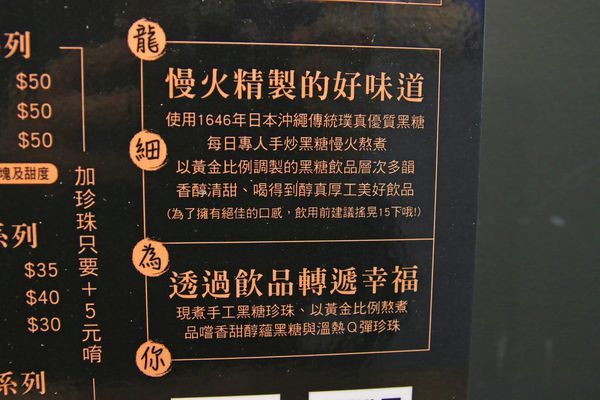 列
$50
$50
$50
塊及甜度
系列
$35
$40
$30
系列
加珍珠只要＋5元唷
龍
細
為
你
慢火精製的好味道
使用1646年日本沖繩傳統璞真優質黑糖
每日專人手炒黑糖慢火熬煮
以黃金比例調製的黑糖飲品層次多韻
香醇清甜、喝得到醇真厚工美好飲品
(為了擁有絕佳的口感，飲用前建議搖晃15下哦!)
透過飲品轉遞幸福
現煮手工黑糖珍珠、以黃金比例熬煮
品嚐香甜醇蘊黑糖與溫熱Q彈珍珠